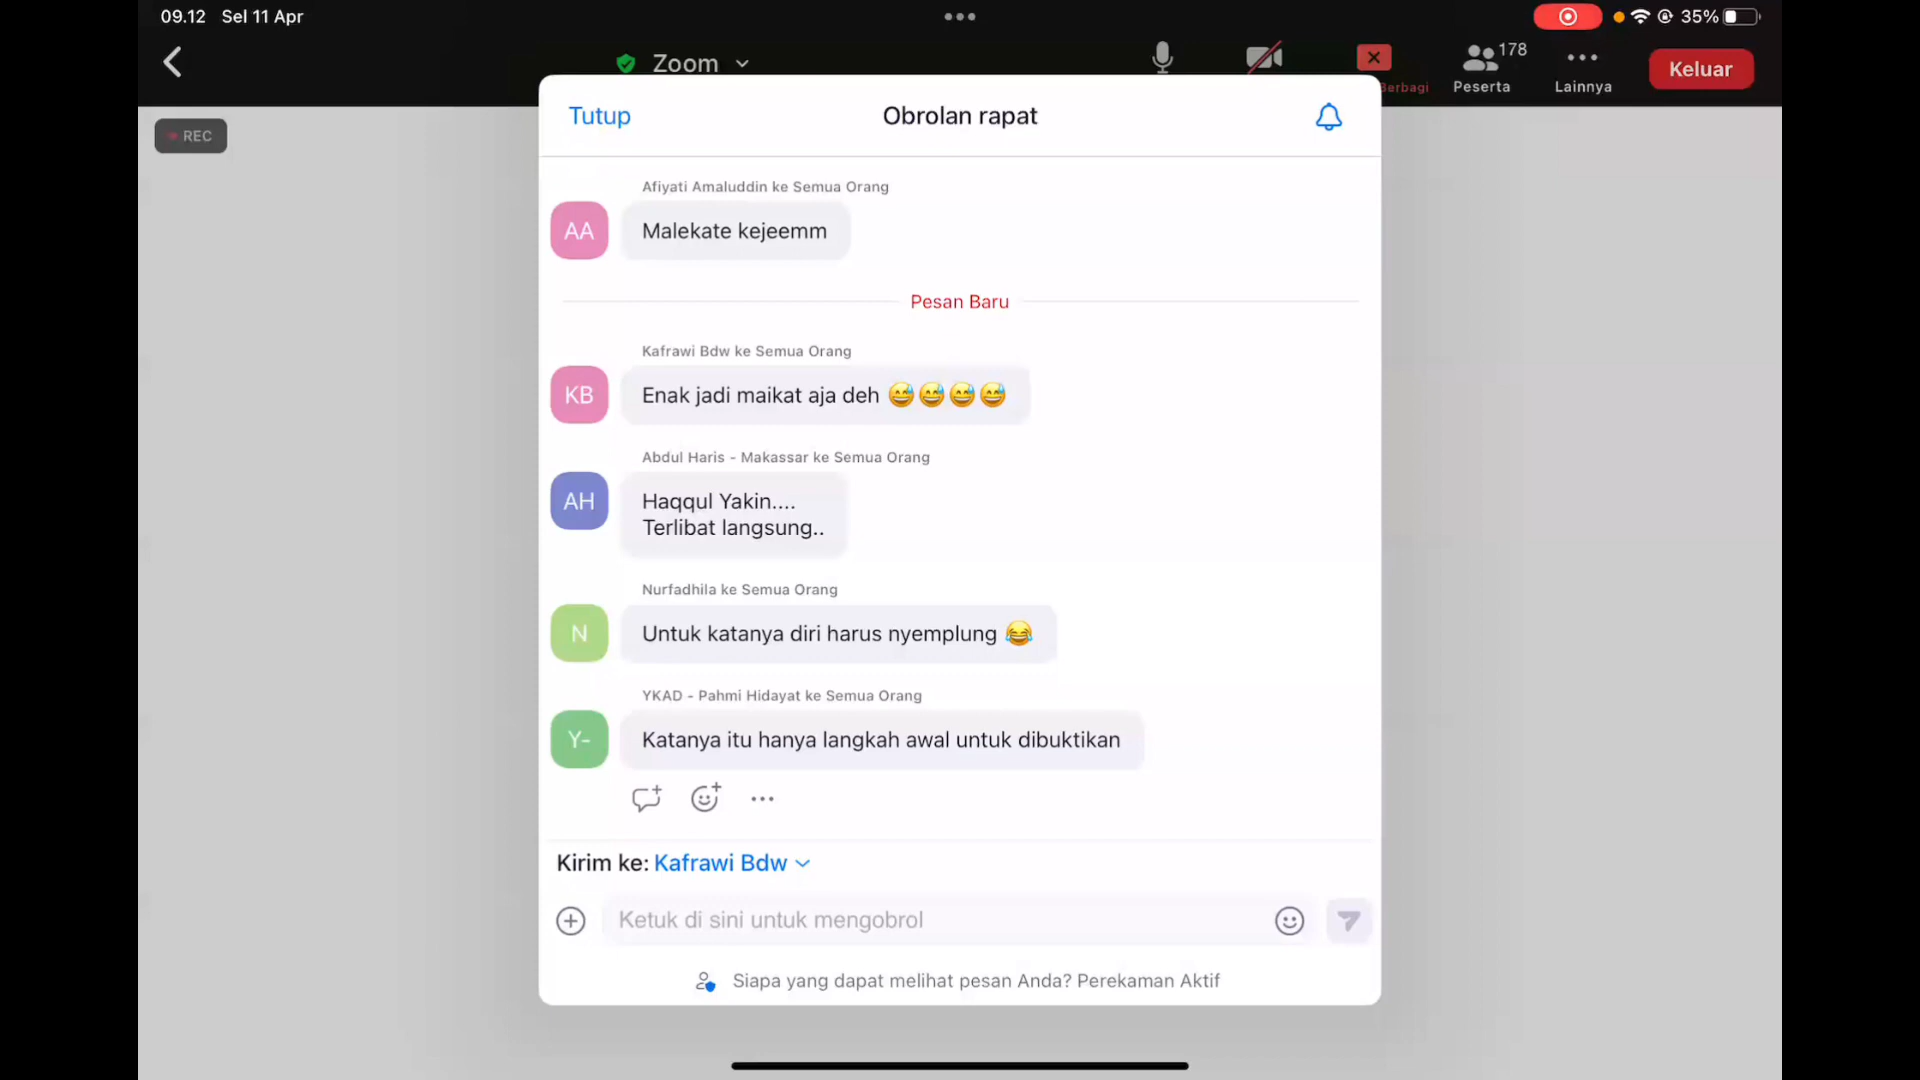 09.12 Sel 11 Apr
35%
Zoom
178
Berbagi
Peserta
Lainnya
Keluar
REC
Tutup
Obrolan rapat
Afiyati Amaluddin ke Semua Orang
AA
Malekate kejeemm
Pesan Baru
Kafrawi Bdw ke Semua Orang
KB
Enak jadi maikat aja deh 😅😅😅😅
Abdul Haris - Makassar ke Semua Orang
AH
Haqqul Yakin....
Terlibat langsung..
Nurfadhila ke Semua Orang
N
Untuk katanya diri harus nyemplung 😂
YKAD - Pahmi Hidayat ke Semua Orang
Y-
Katanya itu hanya langkah awal untuk dibuktikan
Kirim ke: Kafrawi Bdw
Ketuk di sini untuk mengobrol
Siapa yang dapat melihat pesan Anda? Perekaman Aktif